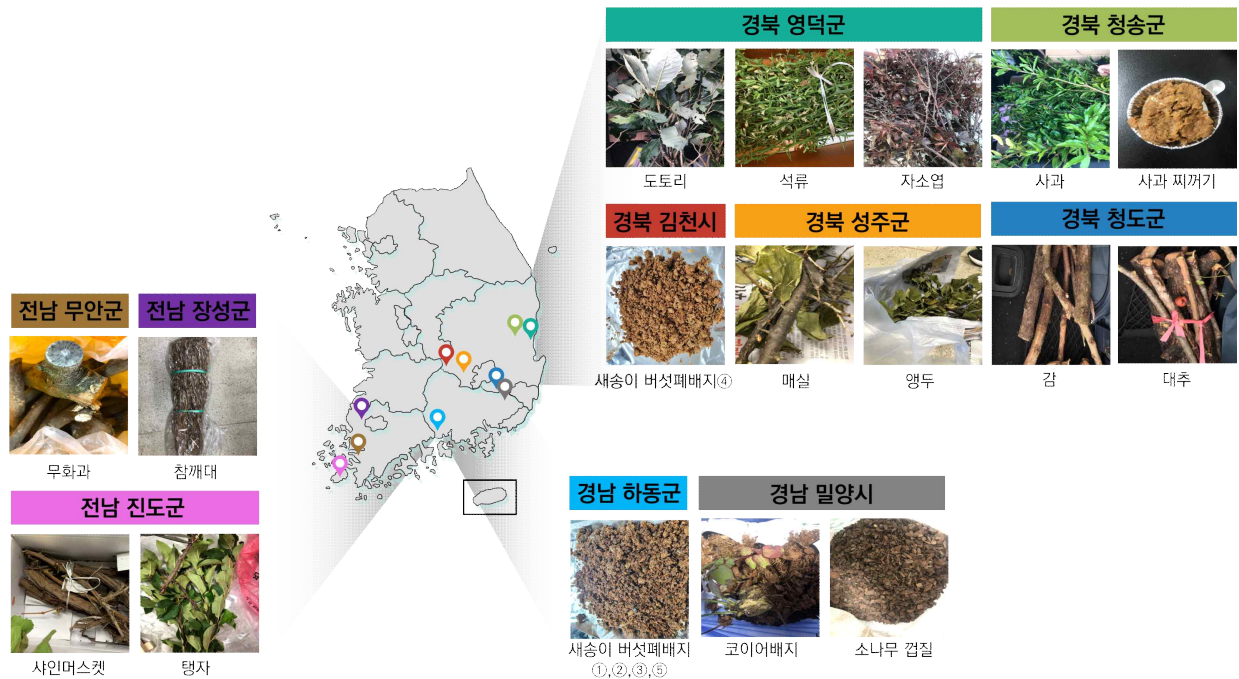 경북 영덕군
경북 청송군
도토리
석류
자소엽
사과
사과 찌꺼기
경북 김천시
경북 성주군
경북 청도군
새송이 버섯폐배지④
매실
앵두
감
대추
전남 무안군
전남 장성군
무화과
참깨대
전남 진도군
샤인머스켓
탱자
경남 하동군
경남 밀양시
새송이 버섯폐배지
①,②,③,⑤
코이어배지
소나무 껍질